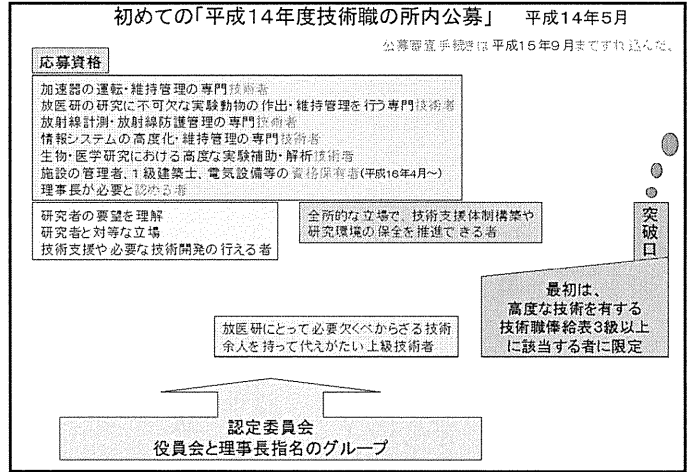 初めての「平成14年度技術職の所内公募」 平成14年5月
公募審査手続きは平成15年9月までずれ込んだ。
応募資格
加速器の運転・維持管理の専門技術者
放医研の研究に不可欠な実験動物の作出・維持管理を行う専門技術者
放射線計測・放射線防護管理の専門技術者
情報システムの高度化・維持管理の専門技術者
生物・医学研究における高度な実験補助・解析技術者
施設の管理者、1級建築士、電気設備等の資格保有者(平成16年4月~)
理事長が必要と認める者
研究者の要望を理解
研究者と対等な立場
技術支援や必要な技術開発の行える者
全所的な立場で、技術支援体制構築や
研究環境の保全を推進できる者
突破口
最初は、
高度な技術を有する
技術職俸給表3級以上
に該当する者に限定
放医研にとって必要欠くべからざる技術
余人を持って代えがたい上級技術者
認定委員会
役員会と理事長指名のグループ